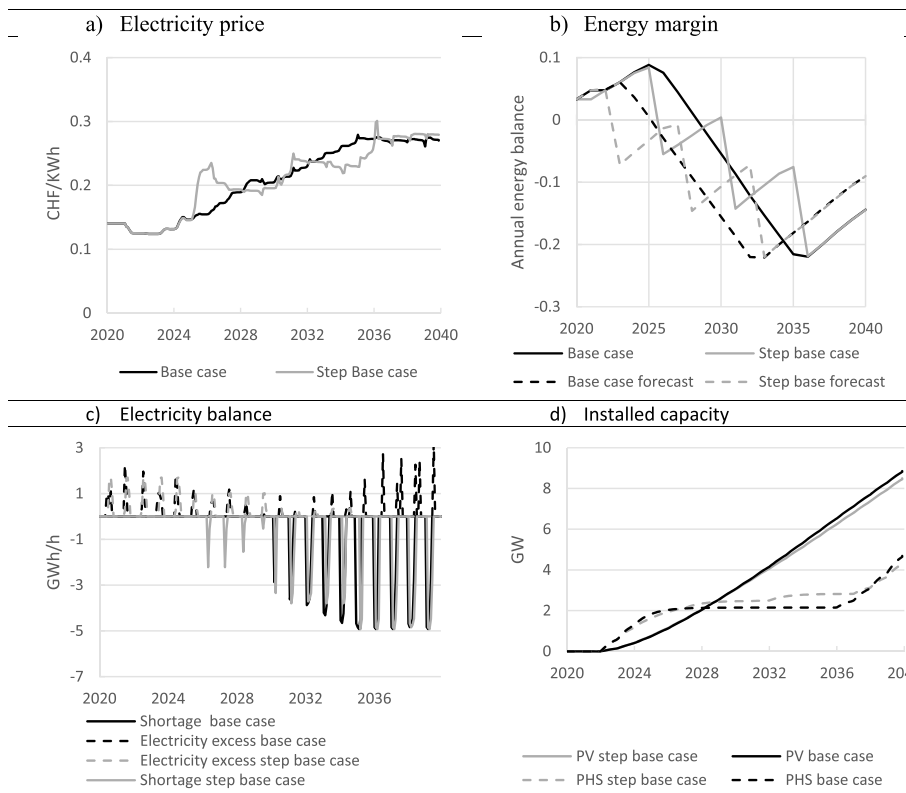 a) Electricity price
b) Energy margin
0.4
0.3
0.2
0.1
0
CHF/KWh
2020 2024 2028 2032 2036 2040
Base case
Step Base case
0.1
0
-0.1
-0.2
-0.3
Annual energy balance
2020 2025 2030 2035 2040
Base case
Step base case
Base case forecast
Step base forecast
c) Electricity balance
d) Installed capacity
3
1
-1
-3
-5
-7
GWh/h
2020 2024 2028 2032 2036
Shortage base case
Electricity excess base case
Electricity excess step base case
Shortage step base case
10
8
6
4
2
0
GW
2020 2024 2028 2032 2036
PV step base case
PV base case
PHS step base case
PHS base case